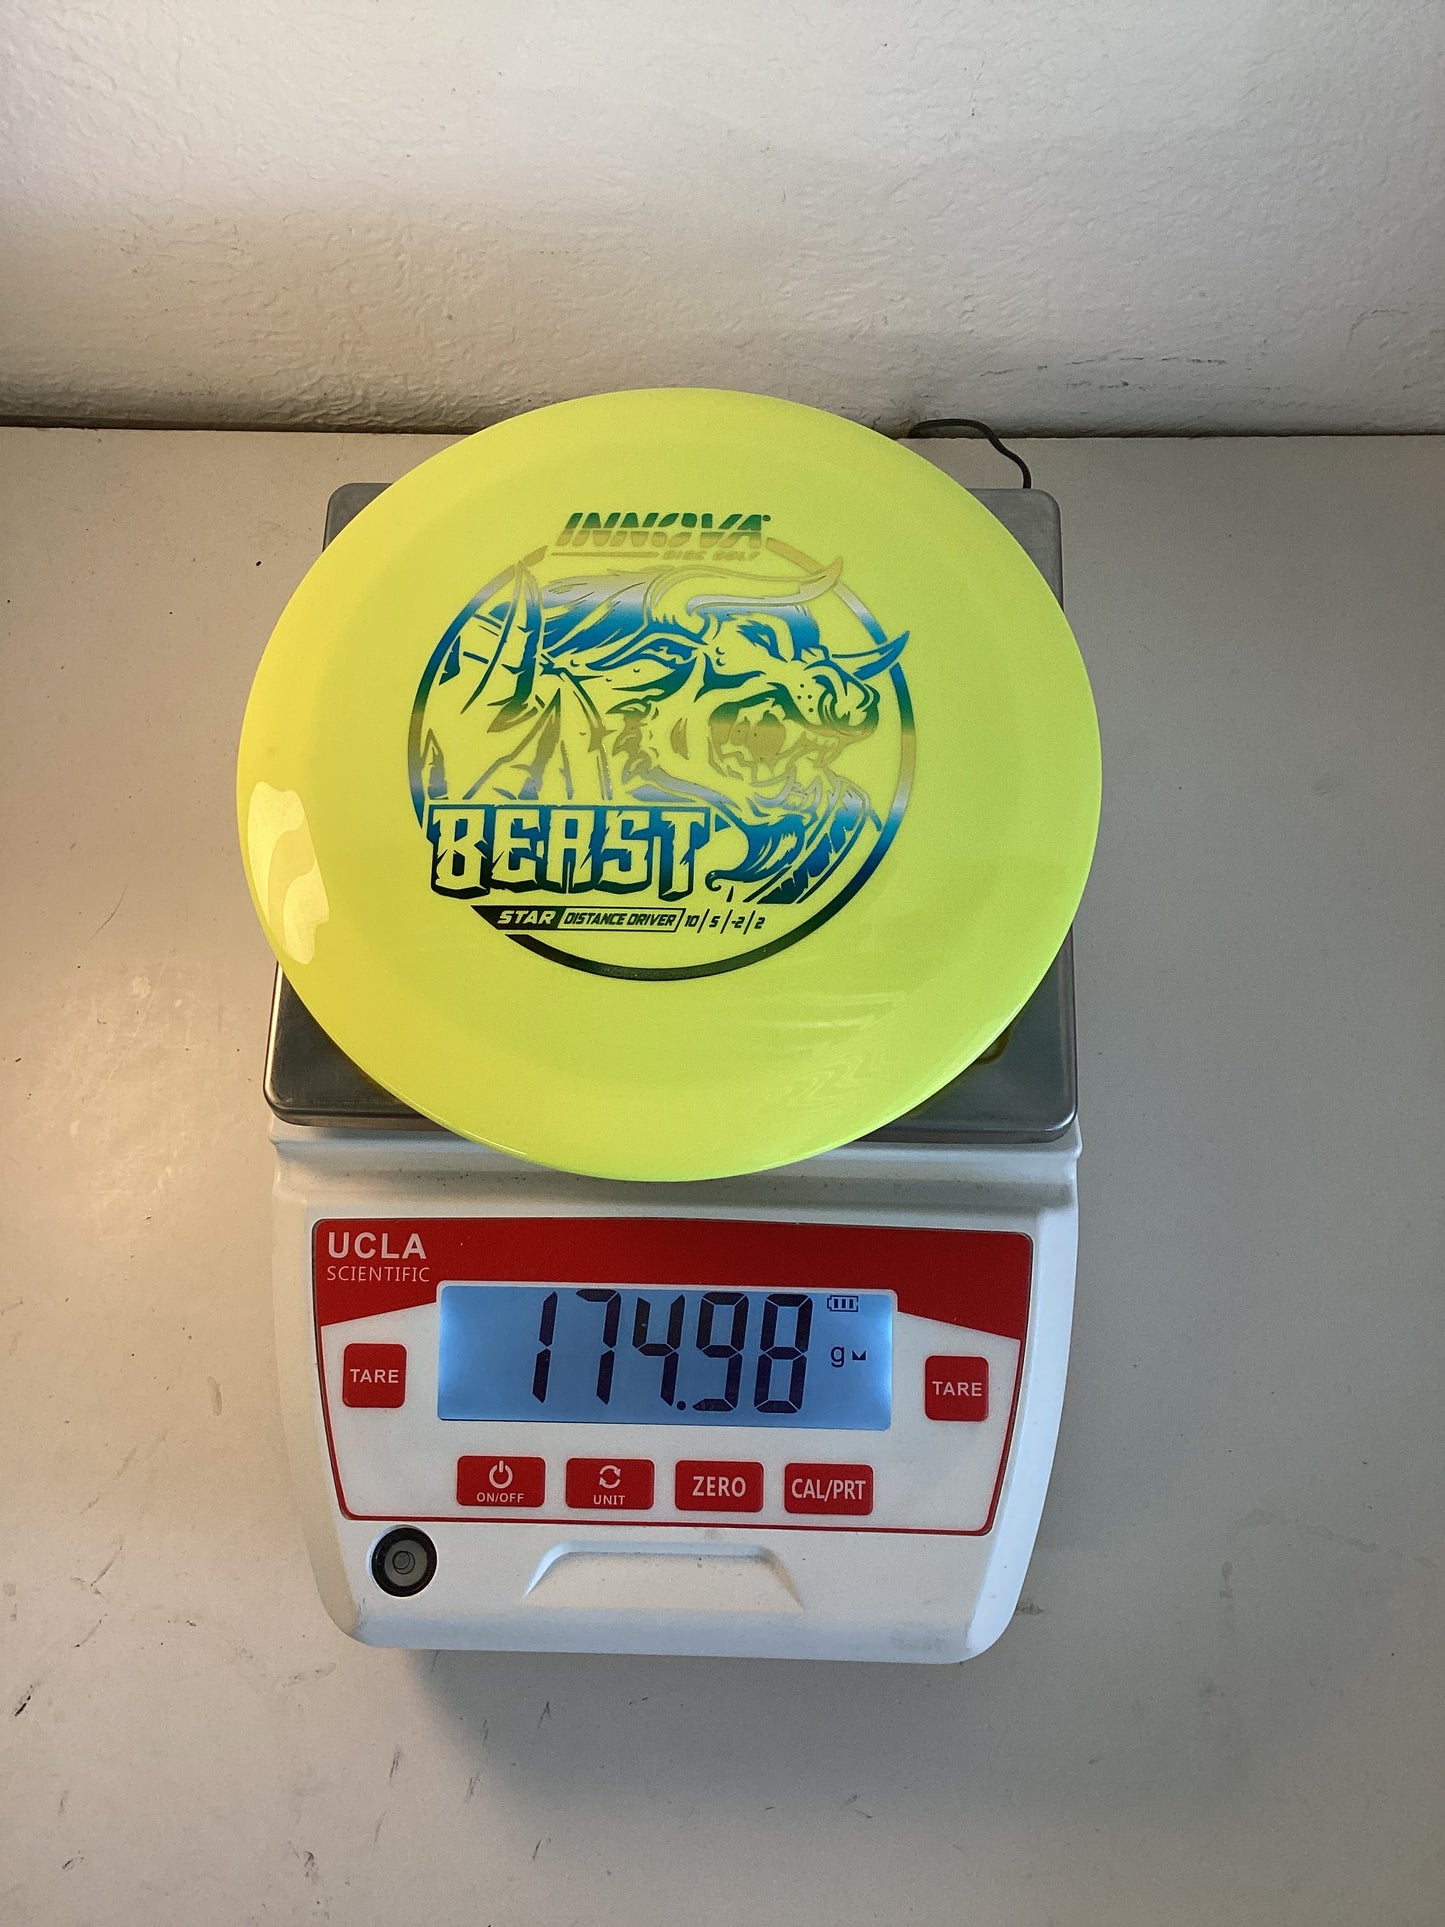 INNOVA
DISC GOLF
BEAST
STAR DISTANCE DRIVER 10 / 5 / -2 / 2
UCLA
SCIENTIFIC
174.98 g
TARE
TARE
ON/OFF
UNIT
ZERO
CAL/PRT